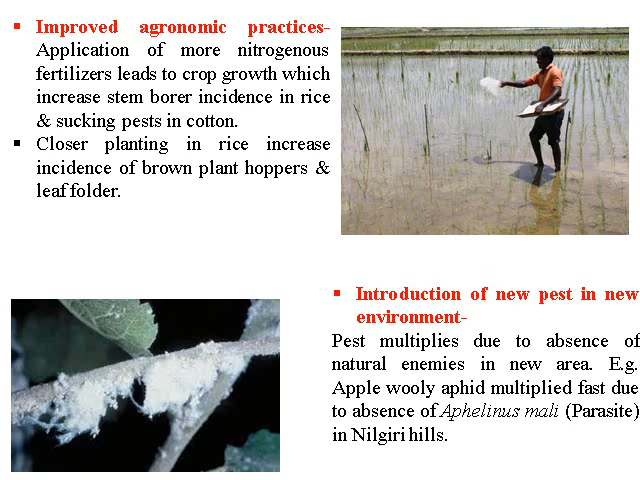 ▪ Improved agronomic practices-
Application of more nitrogenous
fertilizers leads to crop growth which
increase stem borer incidence in rice
& sucking pests in cotton.
▪ Closer planting in rice increase
incidence of brown plant hoppers &
leaf folder.
▪ Introduction of new pest in new
environment-
Pest multiplies due to absence of
natural enemies in new area. E.g.
Apple wooly aphid multiplied fast due
to absence of Aphelinus mali (Parasite)
in Nilgiri hills.